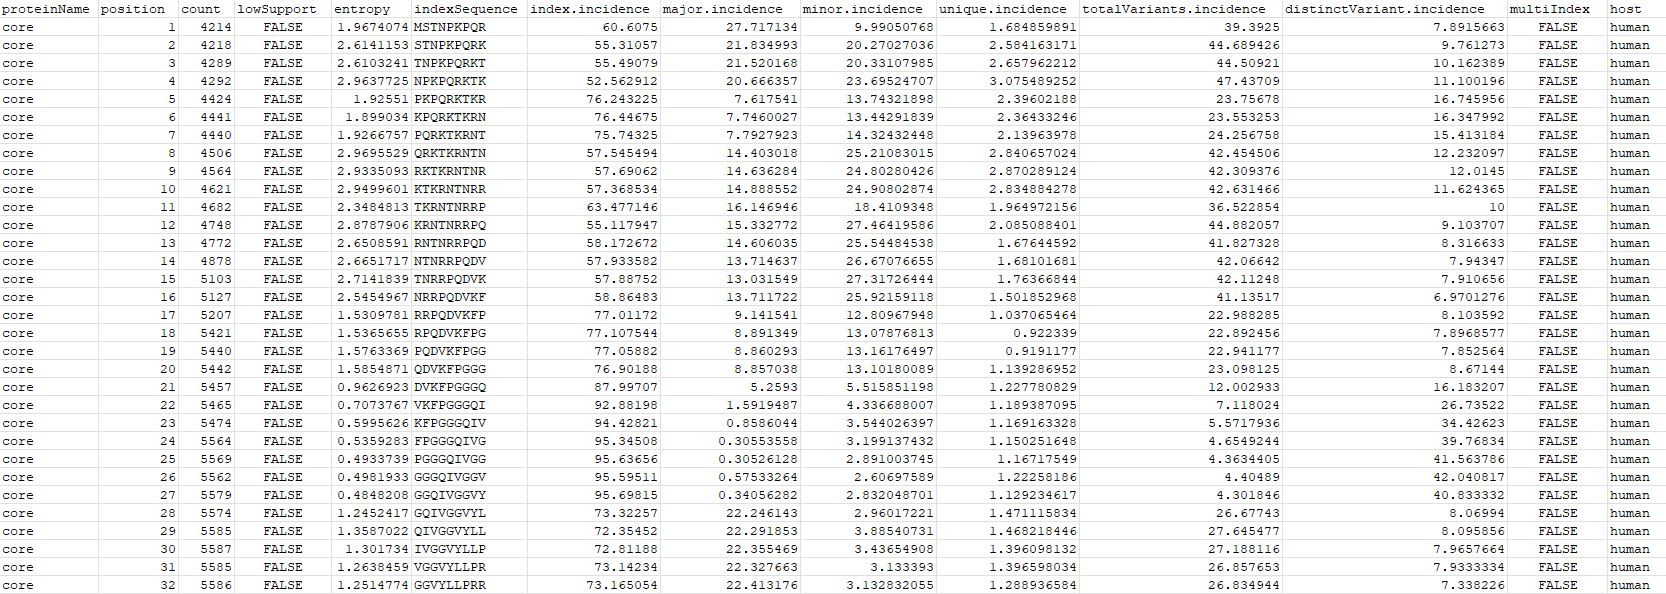 proteinName position count lowSupport entropy indexSequence index.incidence major.incidence minor.incidence unique.incidence totalVariants.incidence distinctVariant.incidence multiIndex host
core 1 4214 FALSE 1.9674074 MSTNPKPQR 60.6075 27.717134 9.99050768 1.684859891 39.3925 7.8915663 FALSE human
core 2 4218 FALSE 2.6141153 STNPKPQRK 55.31057 21.834993 20.27027036 2.584163171 44.689426 9.761273 FALSE human
core 3 4289 FALSE 2.6103241 TNPKPQRKT 55.49079 21.520168 20.33107985 2.657962212 44.50921 10.162389 FALSE human
core 4 4292 FALSE 2.9637725 NPKPQRKTK 52.562912 20.666357 23.69524707 3.075489252 47.43709 11.100196 FALSE human
core 5 4424 FALSE 1.92551 PKPQRKTKR 76.243225 7.617541 13.74321898 2.39602188 23.75678 16.745956 FALSE human
core 6 4441 FALSE 1.899034 KPQRKTKRN 76.44675 7.7460027 13.44291839 2.36433246 23.553253 16.347992 FALSE human
core 7 4440 FALSE 1.9266757 PQRKTKRNT 75.74325 7.7927923 14.32432448 2.13963978 24.256758 15.413184 FALSE human
core 8 4506 FALSE 2.9695529 QRKTKRNTN 57.545494 14.403018 25.21083015 2.840657024 42.454506 12.232097 FALSE human
core 9 4564 FALSE 2.9335093 RKTKRNTNR 57.69062 14.636284 24.80280426 2.870289124 42.309376 12.0145 FALSE human
core 10 4621 FALSE 2.9499601 KTKRNTNRR 57.368534 14.888552 24.90802874 2.834884278 42.631466 11.624365 FALSE human
core 11 4682 FALSE 2.3484813 TKRNTNRRP 63.477146 16.146946 18.4109348 1.964972156 36.522854 10 FALSE human
core 12 4748 FALSE 2.8787906 KRNTNRRPQ 55.117947 15.332772 27.46419586 2.085088401 44.882057 9.103707 FALSE human
core 13 4772 FALSE 2.6508591 RNTNRRPQD 58.172672 14.606035 25.54484538 1.67644592 41.827328 8.316633 FALSE human
core 14 4878 FALSE 2.6651717 NTNRRPQDV 57.933582 13.714637 26.67076655 1.68101681 42.06642 7.94347 FALSE human
core 15 5103 FALSE 2.7141839 TNRRPQDVK 57.88752 13.031549 27.31726444 1.76366844 42.11248 7.910656 FALSE human
core 16 5127 FALSE 2.5454967 NRRPQDVKF 58.86483 13.711722 25.92159118 1.501852968 41.13517 6.9701276 FALSE human
core 17 5207 FALSE 1.5309781 RRPQDVKFP 77.01172 9.141541 12.80967948 1.037065464 22.988285 8.103592 FALSE human
core 18 5421 FALSE 1.5365655 RPQDVKFPG 77.107544 8.891349 13.07876813 0.922339 22.892456 7.8968577 FALSE human
core 19 5440 FALSE 1.5763369 PQDVKFPGG 77.05882 8.860293 13.16176497 0.9191177 22.941177 7.852564 FALSE human
core 20 5442 FALSE 1.5854871 QDVKFPGGG 76.90188 8.857038 13.10180089 1.139286952 23.098125 8.67144 FALSE human
core 21 5457 FALSE 0.9626923 DVKFPGGGQ 87.99707 5.2593 5.515851198 1.227780829 12.002933 16.183207 FALSE human
core 22 5465 FALSE 0.7073767 VKFPGGGQI 92.88198 1.5919487 4.336688007 1.189387095 7.118024 26.73522 FALSE human
core 23 5474 FALSE 0.5995626 KFPGGGQIV 94.42821 0.8586044 3.544026397 1.169163328 5.5717936 34.42623 FALSE human
core 24 5564 FALSE 0.5359283 FPGGGQIVG 95.34508 0.30553558 3.199137432 1.150251648 4.6549244 39.76834 FALSE human
core 25 5569 FALSE 0.4933739 PGGGQIVGG 95.63656 0.30526128 2.891003745 1.16717549 4.3634405 41.563786 FALSE human
core 26 5562 FALSE 0.4981933 GGGQIVGGV 95.59511 0.57533264 2.60697589 1.22258186 4.40489 42.040817 FALSE human
core 27 5579 FALSE 0.4848208 GGQIVGGVY 95.69815 0.34056282 2.832048701 1.129234617 4.301846 40.833332 FALSE human
core 28 5574 FALSE 1.2452417 GQIVGGVYL 73.32257 22.246143 2.96017221 1.471115834 26.67743 8.06994 FALSE human
core 29 5585 FALSE 1.3587022 QIVGGVYLL 72.35452 22.291853 3.88540731 1.468218446 27.645477 8.095856 FALSE human
core 30 5587 FALSE 1.301734 IVGGVYLLP 72.81188 22.355469 3.43654908 1.396098132 27.188116 7.9657664 FALSE human
core 31 5585 FALSE 1.2638459 VGGVYLLPR 73.14234 22.327663 3.133393 1.396598034 26.857653 7.9333334 FALSE human
core 32 5586 FALSE 1.2514774 GGVYLLPRR 73.165054 22.413176 3.132832055 1.288936584 26.834944 7.338226 FALSE human